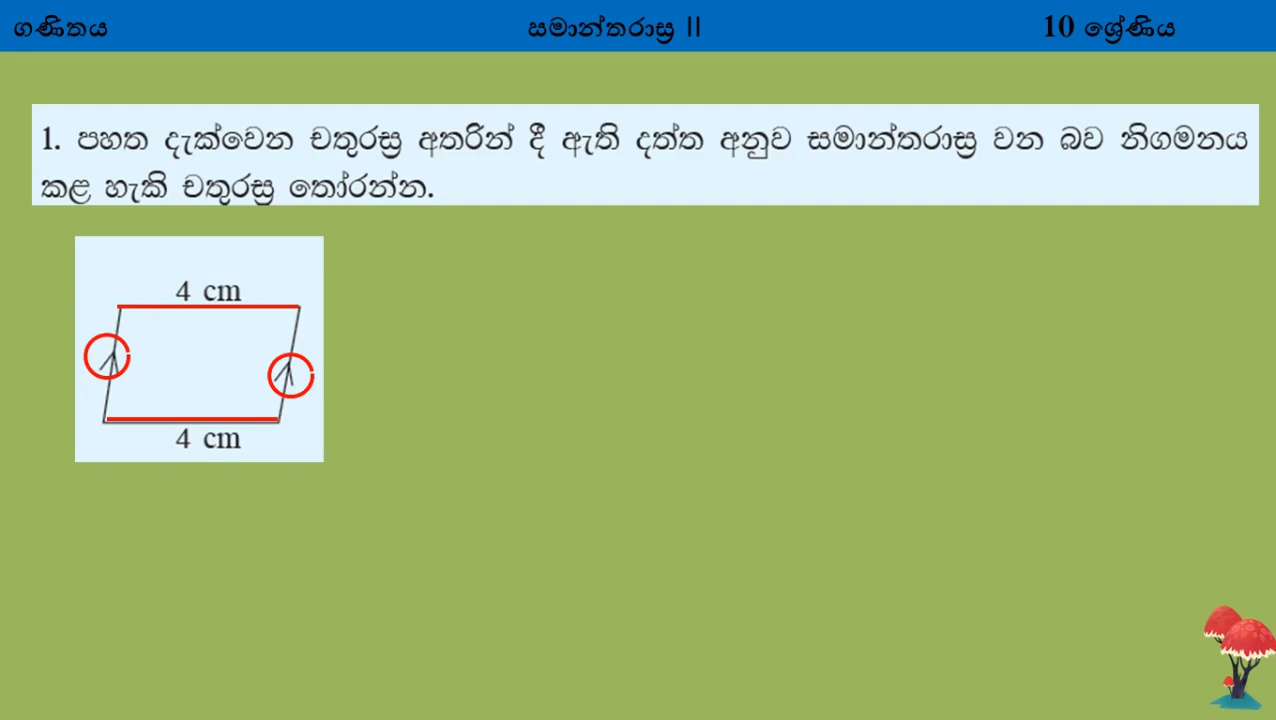 ගණිතය සමාන්තරාස්‍ර II 10 ශ්‍රේණිය
1. පහත දැක්වෙන චතුරස්‍ර අතරින් දී ඇති දත්ත අනුව සමාන්තරාස්‍ර වන බව නිගමනය
කළ හැකි චතුරස්‍ර තෝරන්න.
4 cm
4 cm